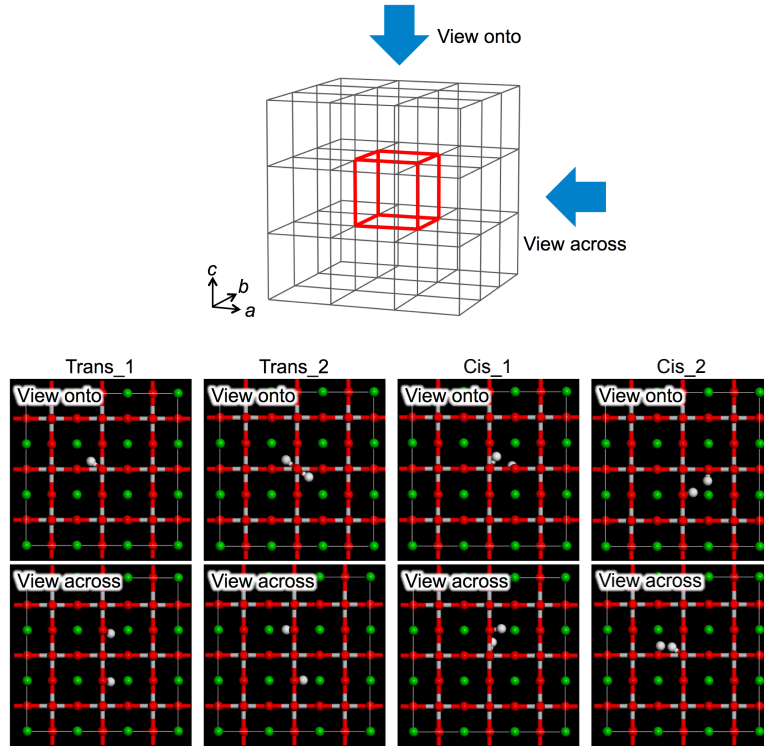 View onto
View across
c
b
a
Trans_1
Trans_2
Cis_1
Cis_2
View onto
View onto
View onto
View onto
View across
View across
View across
View across